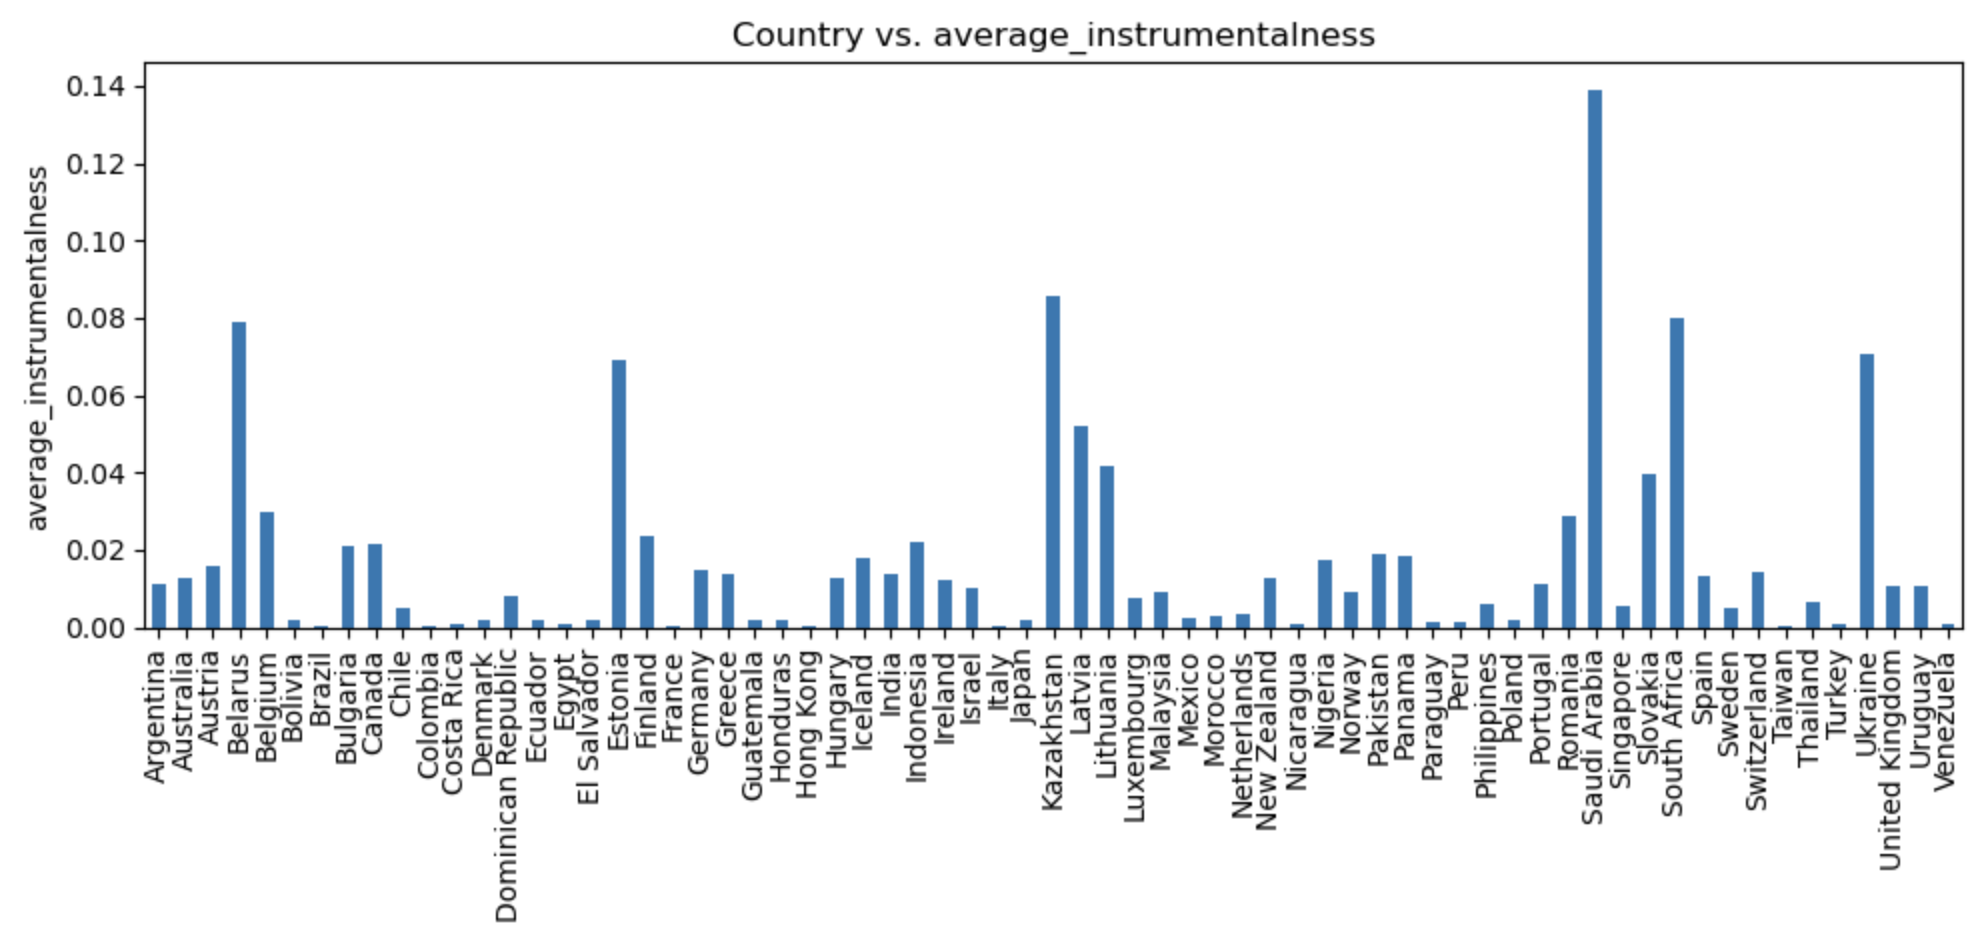 Country vs. average_instrumentalness
average_instrumentalness
0.14
0.12
0.10
0.08
0.06
0.04
0.02
0.00
Argentina
Australia
Austria
Belarus
Belgium
Bolivia
Brazil
Bulgaria
Canada
Chile
Colombia
Costa Rica
Denmark
Dominican Republic
Ecuador
Egypt
El Salvador
Estonia
Finland
France
Germany
Greece
Guatemala
Honduras
Hong Kong
Hungary
Iceland
India
Indonesia
Ireland
Israel
Italy
Japan
Kazakhstan
Latvia
Lithuania
Luxembourg
Malaysia
Mexico
Morocco
Netherlands
New Zealand
Nicaragua
Nigeria
Norway
Pakistan
Panama
Paraguay
Peru
Philippines
Poland
Portugal
Romania
Saudi Arabia
Singapore
Slovakia
South Africa
Spain
Sweden
Switzerland
Taiwan
Thailand
Turkey
Ukraine
United Kingdom
Uruguay
Venezuela